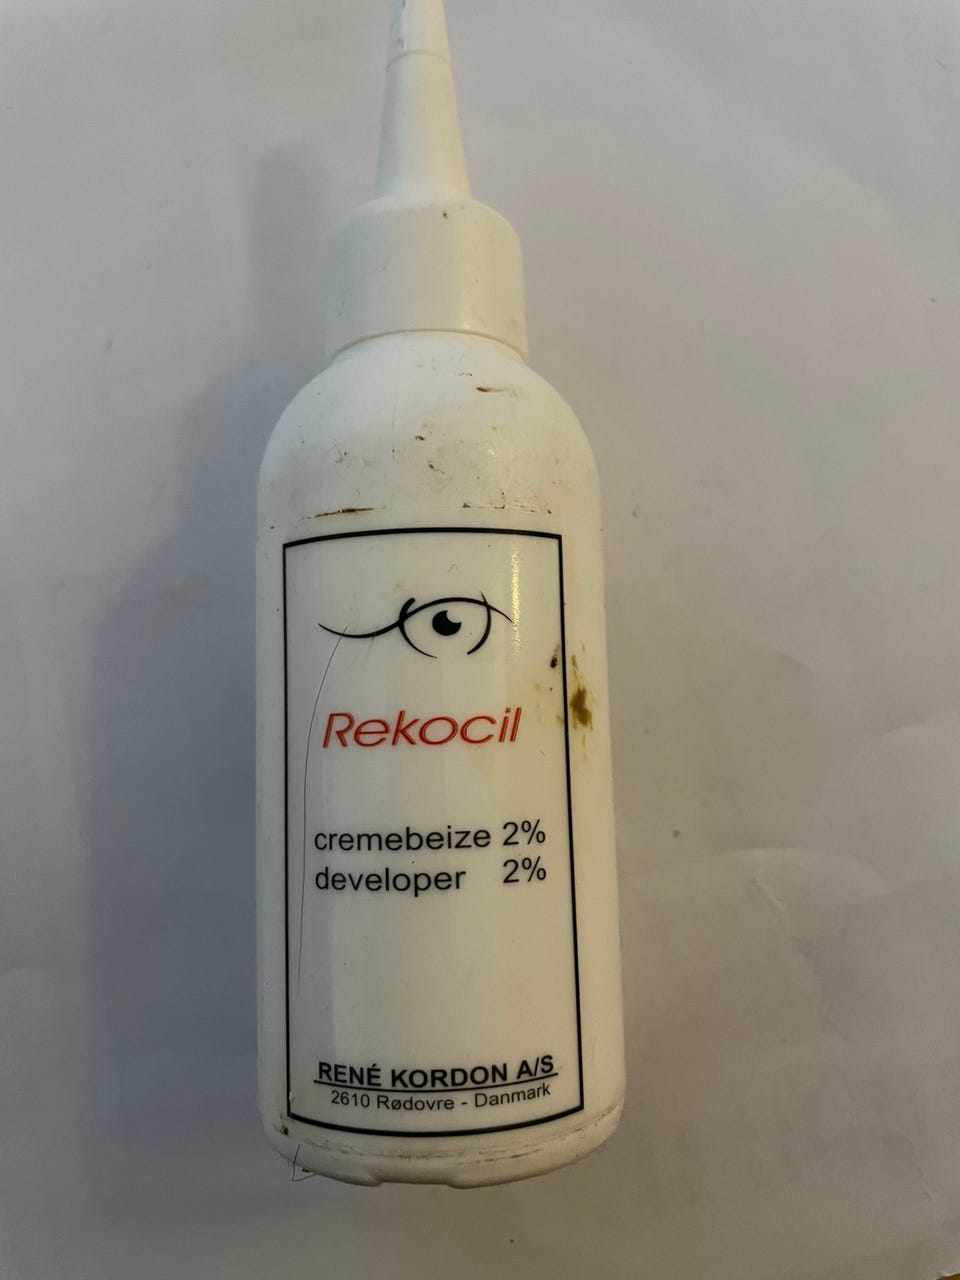 Rekocil
cremebeize 2%
developer 2%
RENÉ KORDON A/S
2610 Rødovre - Danmark